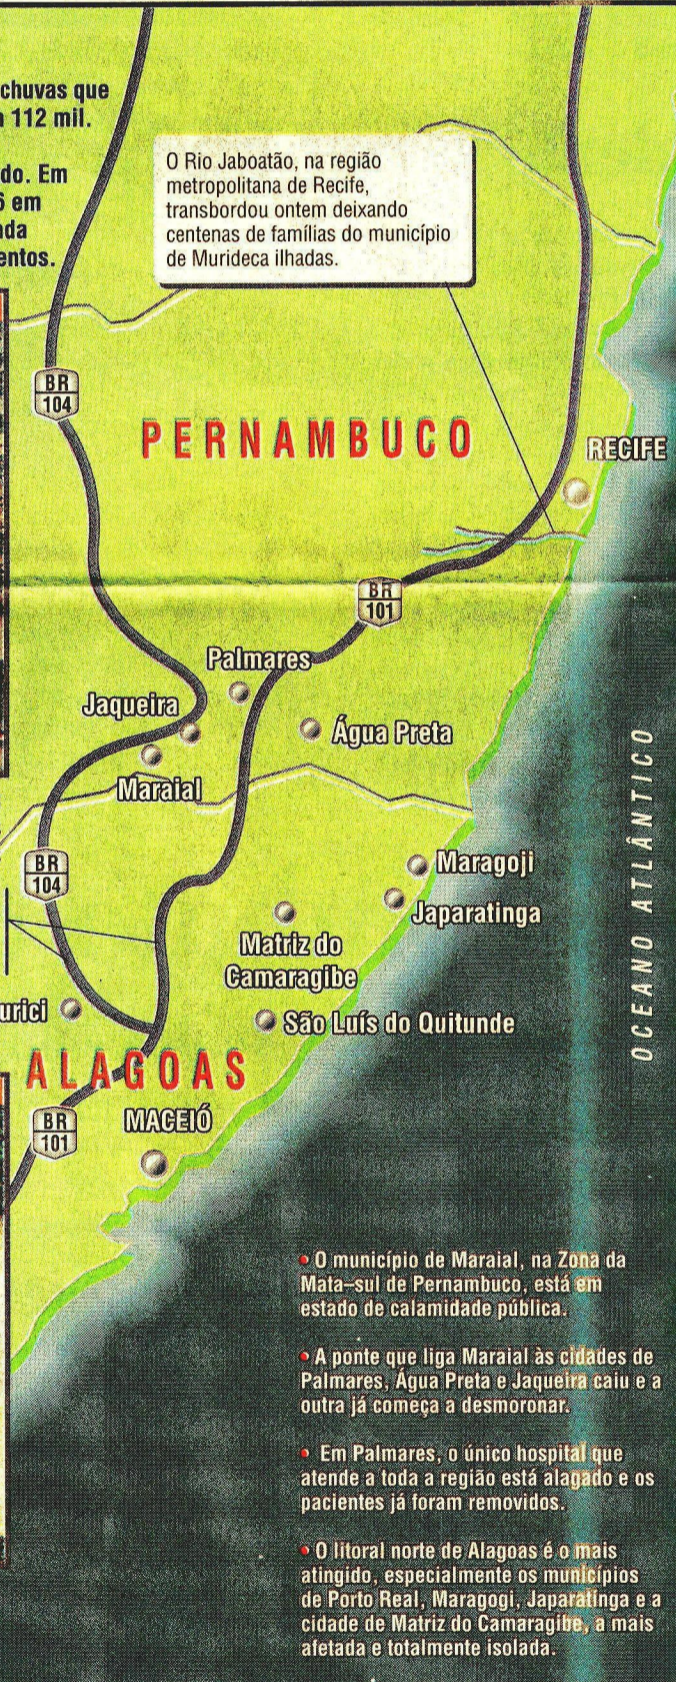 chuvas que
112 mil.
do. Em
6 em
entos.
O Rio Jaboatão, na região
metropolitana de Recife,
transbordou ontem deixando
centenas de famílias do município
de Murideca ilhadas.
BR
104
PERNAMBUCO
RECIFE
BR
101
Palmares
Jaqueira
Água Preta
Maraial
BR
104
Maragoji
Japaratinga
Matriz do
Camaragibe
urici
São Luís do Quitunde
OCEANO ATLÂNTICO
ALAGOAS
BR
101
MACEIÓ
• O município de Maraial, na Zona da
Mata–sul de Pernambuco, está em
estado de calamidade pública.
• A ponte que liga Maraial às cidades de
Palmares, Água Preta e Jaqueira caiu e a
outra já começa a desmoronar.
• Em Palmares, o único hospital que
atende a toda a região está alagado e os
pacientes já foram removidos.
• O litoral norte de Alagoas é o mais
atingido, especialmente os municípios
de Porto Real, Maragogi, Japaratinga e a
cidade de Matriz do Camaragibe, a mais
afetada e totalmente isolada.